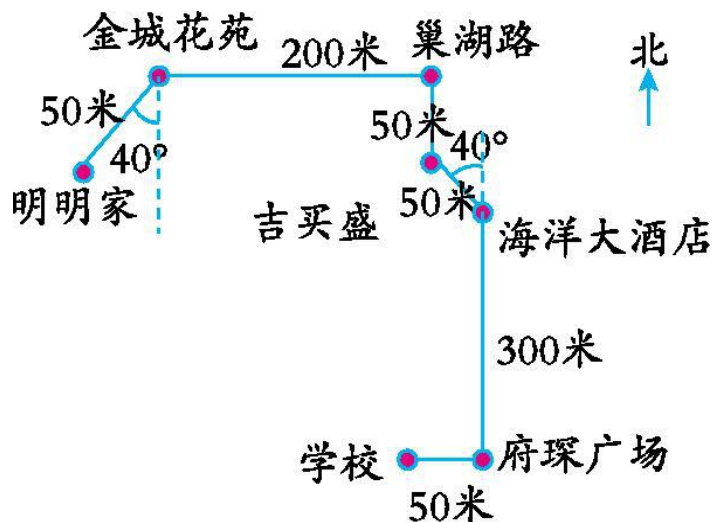 金城花苑
200米
巢湖路
北
50米
50米
40°
40°
明明家
50米
吉买盛
海洋大酒店
300米
学校
府琛广场
50米